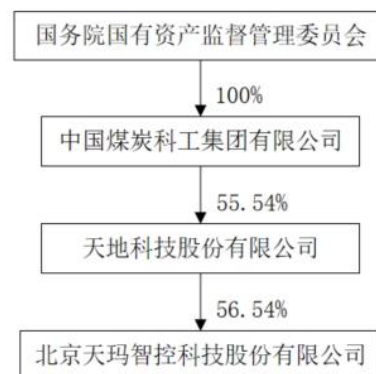 国务院国有资产监督管理委员会
100%
中国煤炭科工集团有限公司
55.54%
天地科技股份有限公司
56.54%
北京天玛智控科技股份有限公司